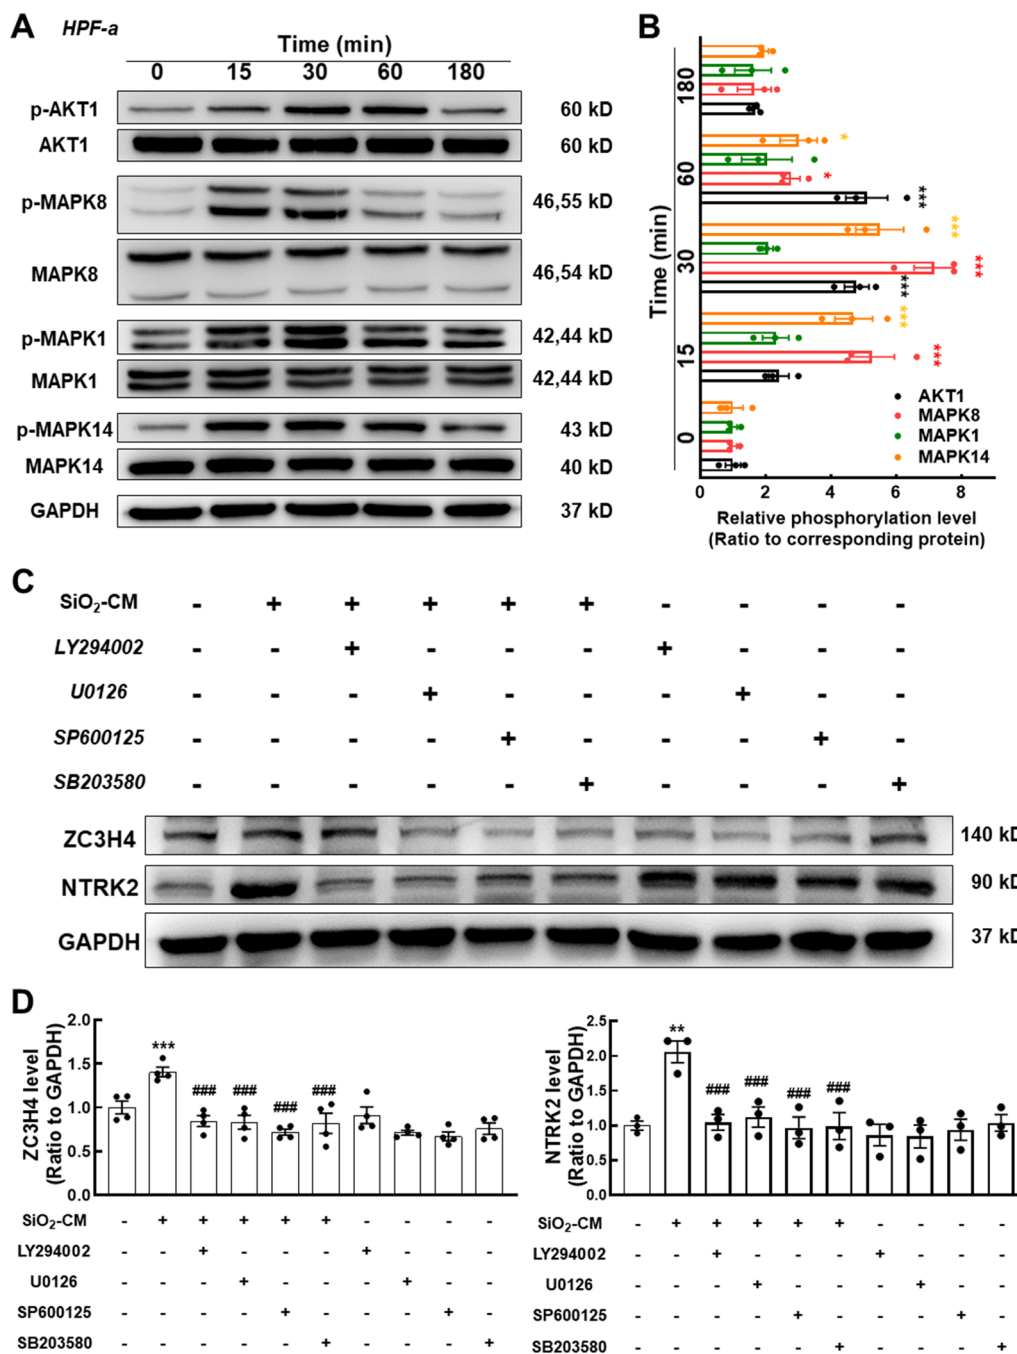 A HPF-a
Time (min)
0 15 30 60 180
p-AKT1 60 kD
AKT1 60 kD
p-MAPK8 46,55 kD
MAPK8 46,54 kD
p-MAPK1 42,44 kD
MAPK1 42,44 kD
p-MAPK14 43 kD
MAPK14 40 kD
GAPDH 37 kD
B
Time (min)
180
60
30
15
0
*
*
***
***
***
***
***
***
AKT1
MAPK8
MAPK1
MAPK14
0 2 4 6 8
Relative phosphorylation level
(Ratio to corresponding protein)
C
SiO₂-CM - + + + + + - - - -
LY294002 - - + - - - + - - -
U0126 - - - + - - - + - -
SP600125 - - - - + - - - + -
SB203580 - - - - - + - - - +
ZC3H4 140 kD
NTRK2 90 kD
GAPDH 37 kD
D
ZC3H4 level
(Ratio to GAPDH)
2.0
1.5
1.0
0.5
0.0
*** ### ### ### ###
SiO₂-CM - + + + + + - - - -
LY294002 - - + - - - + - - -
U0126 - - - + - - - + - -
SP600125 - - - - + - - - + -
SB203580 - - - - - + - - - +
NTRK2 level
(Ratio to GAPDH)
2.5
2.0
1.5
1.0
0.5
0.0
** ### ### ### ###
SiO₂-CM - + + + + + - - - -
LY294002 - - + - - - + - - -
U0126 - - - + - - - + - -
SP600125 - - - - + - - - + -
SB203580 - - - - - + - - - +